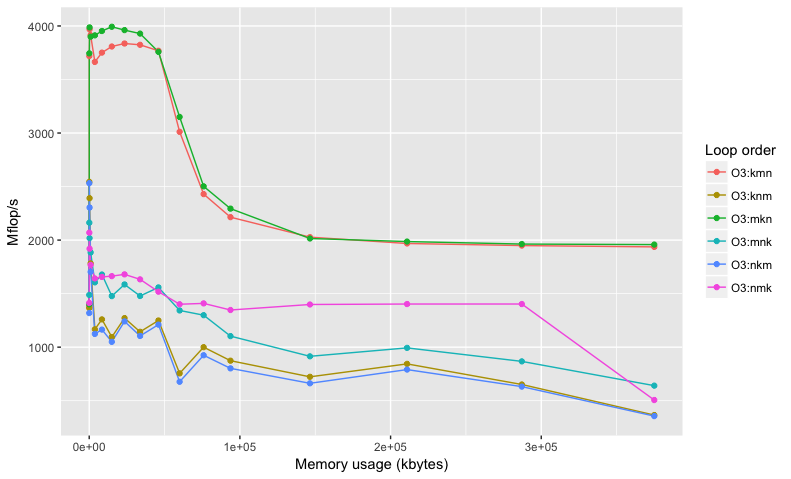 4000
3000
2000
1000
Mflop/s
0e+00
1e+05
2e+05
3e+05
Memory usage (kbytes)
Loop order
O3:kmn
O3:knm
O3:mkn
O3:mnk
O3:nkm
O3:nmk